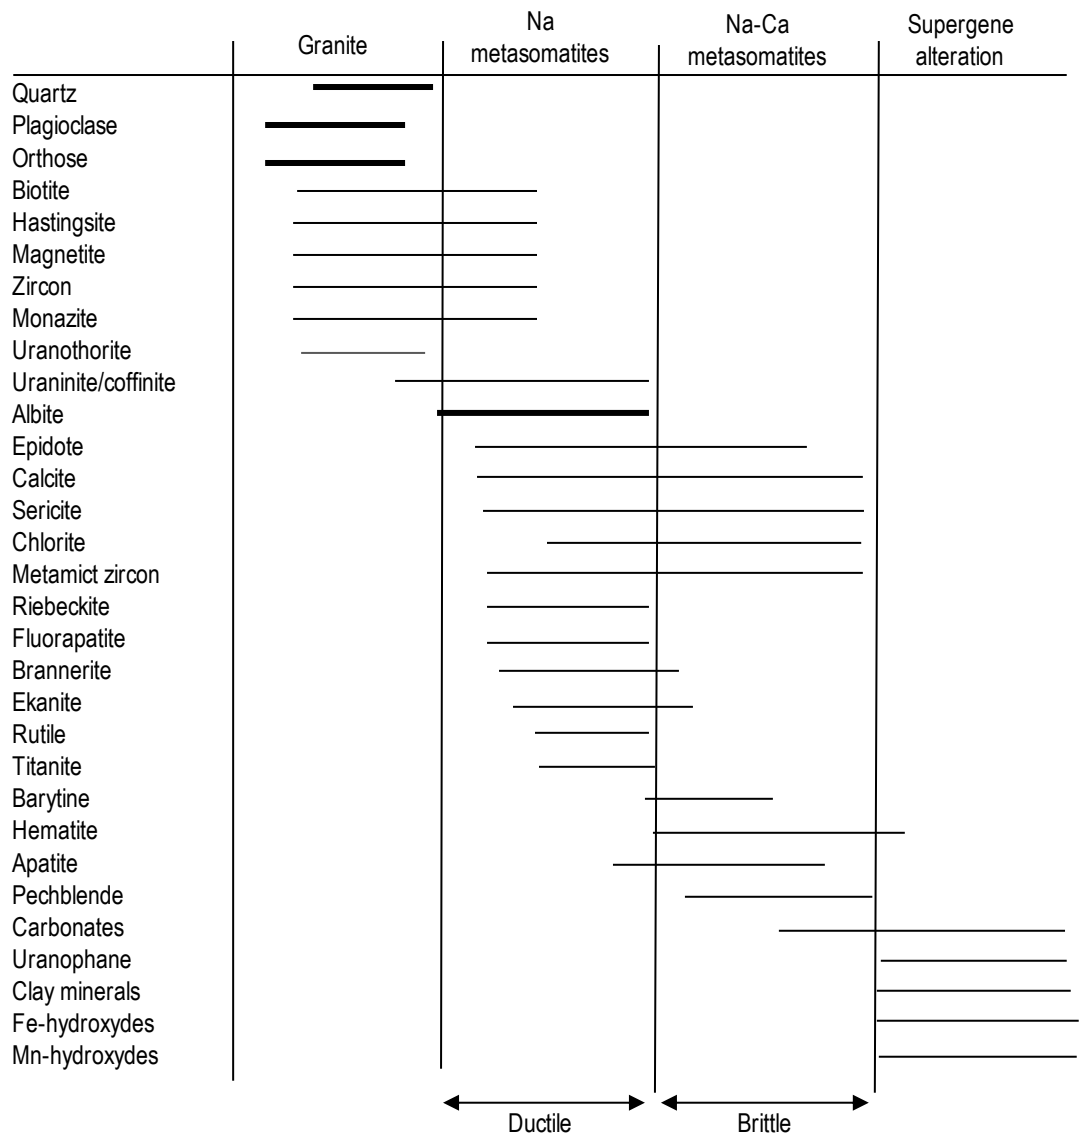 Granite
Na
metasomatites
Na-Ca
metasomatites
Supergene
alteration
Quartz
Plagioclase
Orthose
Biotite
Hastingsite
Magnetite
Zircon
Monazite
Uranothorite
Uraninite/coffinite
Albite
Epidote
Calcite
Sericite
Chlorite
Metamict zircon
Riebeckite
Fluorapatite
Brannerite
Ekanite
Rutile
Titanite
Barytine
Hematite
Apatite
Pechblende
Carbonates
Uranophane
Clay minerals
Fe-hydroxydes
Mn-hydroxydes
Ductile
Brittle